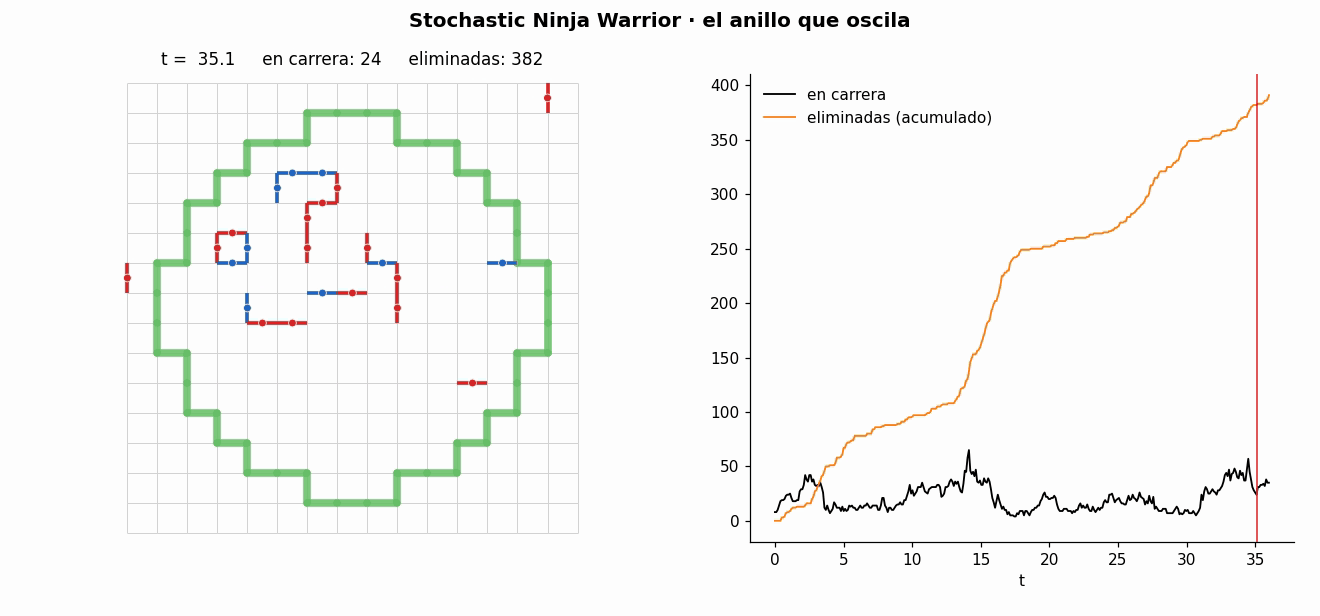 Stochastic Ninja Warrior · el anillo que oscila
t =  35.1     en carrera: 24     eliminadas: 382
en carrera
eliminadas (acumulado)
400
350
300
250
200
150
100
50
0
0 5 10 15 20 25 30 35
t